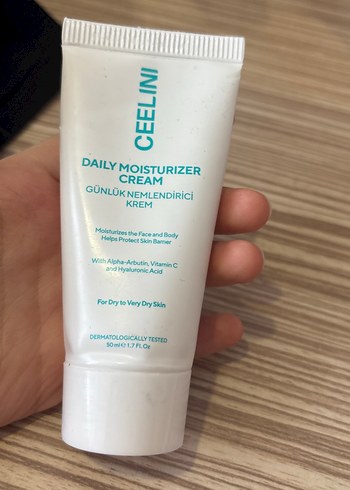 CEELINI
DAILY MOISTURIZER
CREAM
GÜNLÜK NEMLENDİRİCİ
KREM
Moisturizes the Face and Body
Helps Protect Skin Barrier
With Alpha-Arbutin, Vitamin C
and Hyaluronic Acid
For Dry to Very Dry Skin
DERMATOLOGICALLY TESTED
50 ml ℮ 1.7 FL Oz